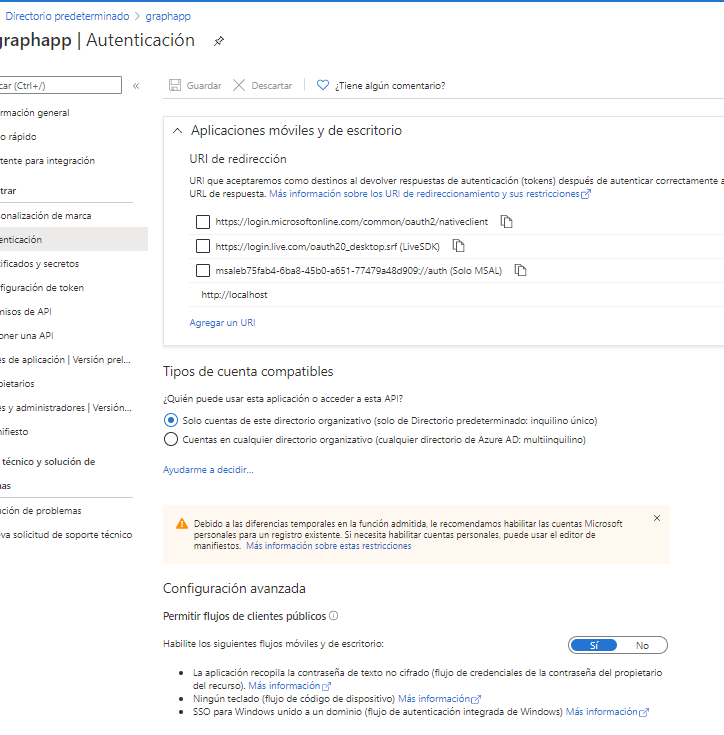 Directorio predeterminado > graphapp
graphapp | Autenticación
car (Ctrl+/)
«
Guardar
Descartar
¿Tiene algún comentario?
rmación general
o rápido
tente para integración
trar
sonalización de marca
enticación
tificados y secretos
figuración de token
misos de API
oner una API
es de aplicación | Versión prel...
pietarios
es y administradores | Versión...
nifiesto
técnico y solución de
mas
ución de problemas
va solicitud de soporte técnico
Aplicaciones móviles y de escritorio
URI de redirección
URI que aceptaremos como destinos al devolver respuestas de autenticación (tokens) después de autenticar correctamente a
URL de respuesta. Más información sobre los URI de redireccionamiento y sus restricciones
https://login.microsoftonline.com/common/oauth2/nativeclient
https://login.live.com/oauth20_desktop.srf (LiveSDK)
msaleb75fab4-6ba8-45b0-a651-77479a48d909://auth (Solo MSAL)
http://localhost
Agregar un URI
Tipos de cuenta compatibles
¿Quién puede usar esta aplicación o acceder a esta API?
Solo cuentas de este directorio organizativo (solo de Directorio predeterminado: inquilino único)
Cuentas en cualquier directorio organizativo (cualquier directorio de Azure AD: multiinquilino)
Ayudarme a decidir...
Debido a las diferencias temporales en la función admitida, le recomendamos habilitar las cuentas Microsoft
personales para un registro existente. Si necesita habilitar cuentas personales, puede usar el editor de
manifiestos. Más información sobre estas restricciones
Configuración avanzada
Permitir flujos de clientes públicos
Habilite los siguientes flujos móviles y de escritorio:
Sí No
• La aplicación recopila la contraseña de texto no cifrado (flujo de credenciales de la contraseña del propietario
del recurso). Más información
• Ningún teclado (flujo de código de dispositivo) Más información
• SSO para Windows unido a un dominio (flujo de autenticación integrada de Windows) Más información